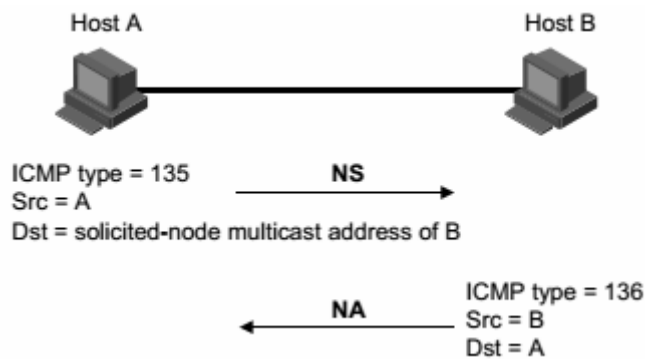 Host A
Host B
ICMP type = 135
Src = A
Dst = solicited-node multicast address of B
NS
NA
ICMP type = 136
Src = B
Dst = A